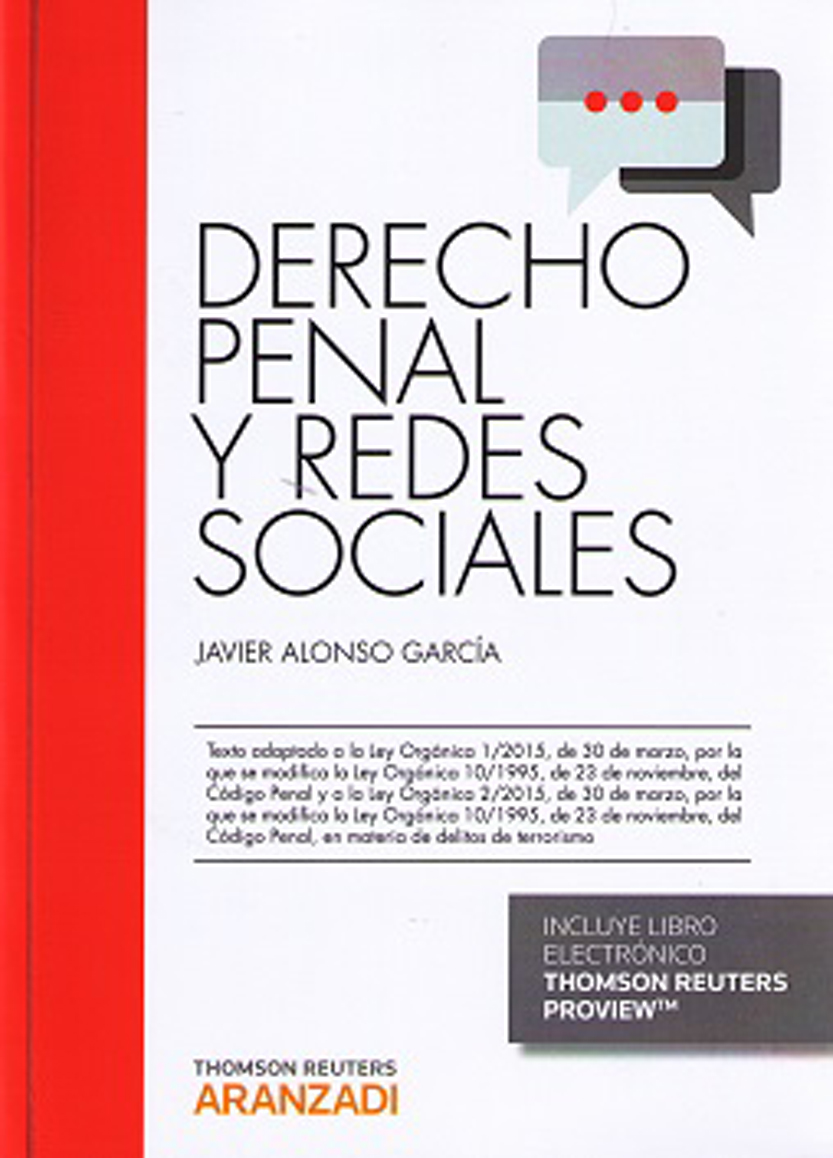 DERECHO
PENAL
Y REDES
SOCIALES
JAVIER ALONSO GARCÍA
Texto adaptado a la Ley Orgánica 1/2015, de 30 de marzo, por la
que se modifica la Ley Orgánica 10/1995, de 23 de noviembre, del
Código Penal y a la Ley Orgánica 2/2015, de 30 de marzo, por la
que se modifica la Ley Orgánica 10/1995, de 23 de noviembre, del
Código Penal, en materia de delitos de terrorismo
INCLUYE LIBRO
ELECTRÓNICO
THOMSON REUTERS
PROVIEW™
THOMSON REUTERS
ARANZADI